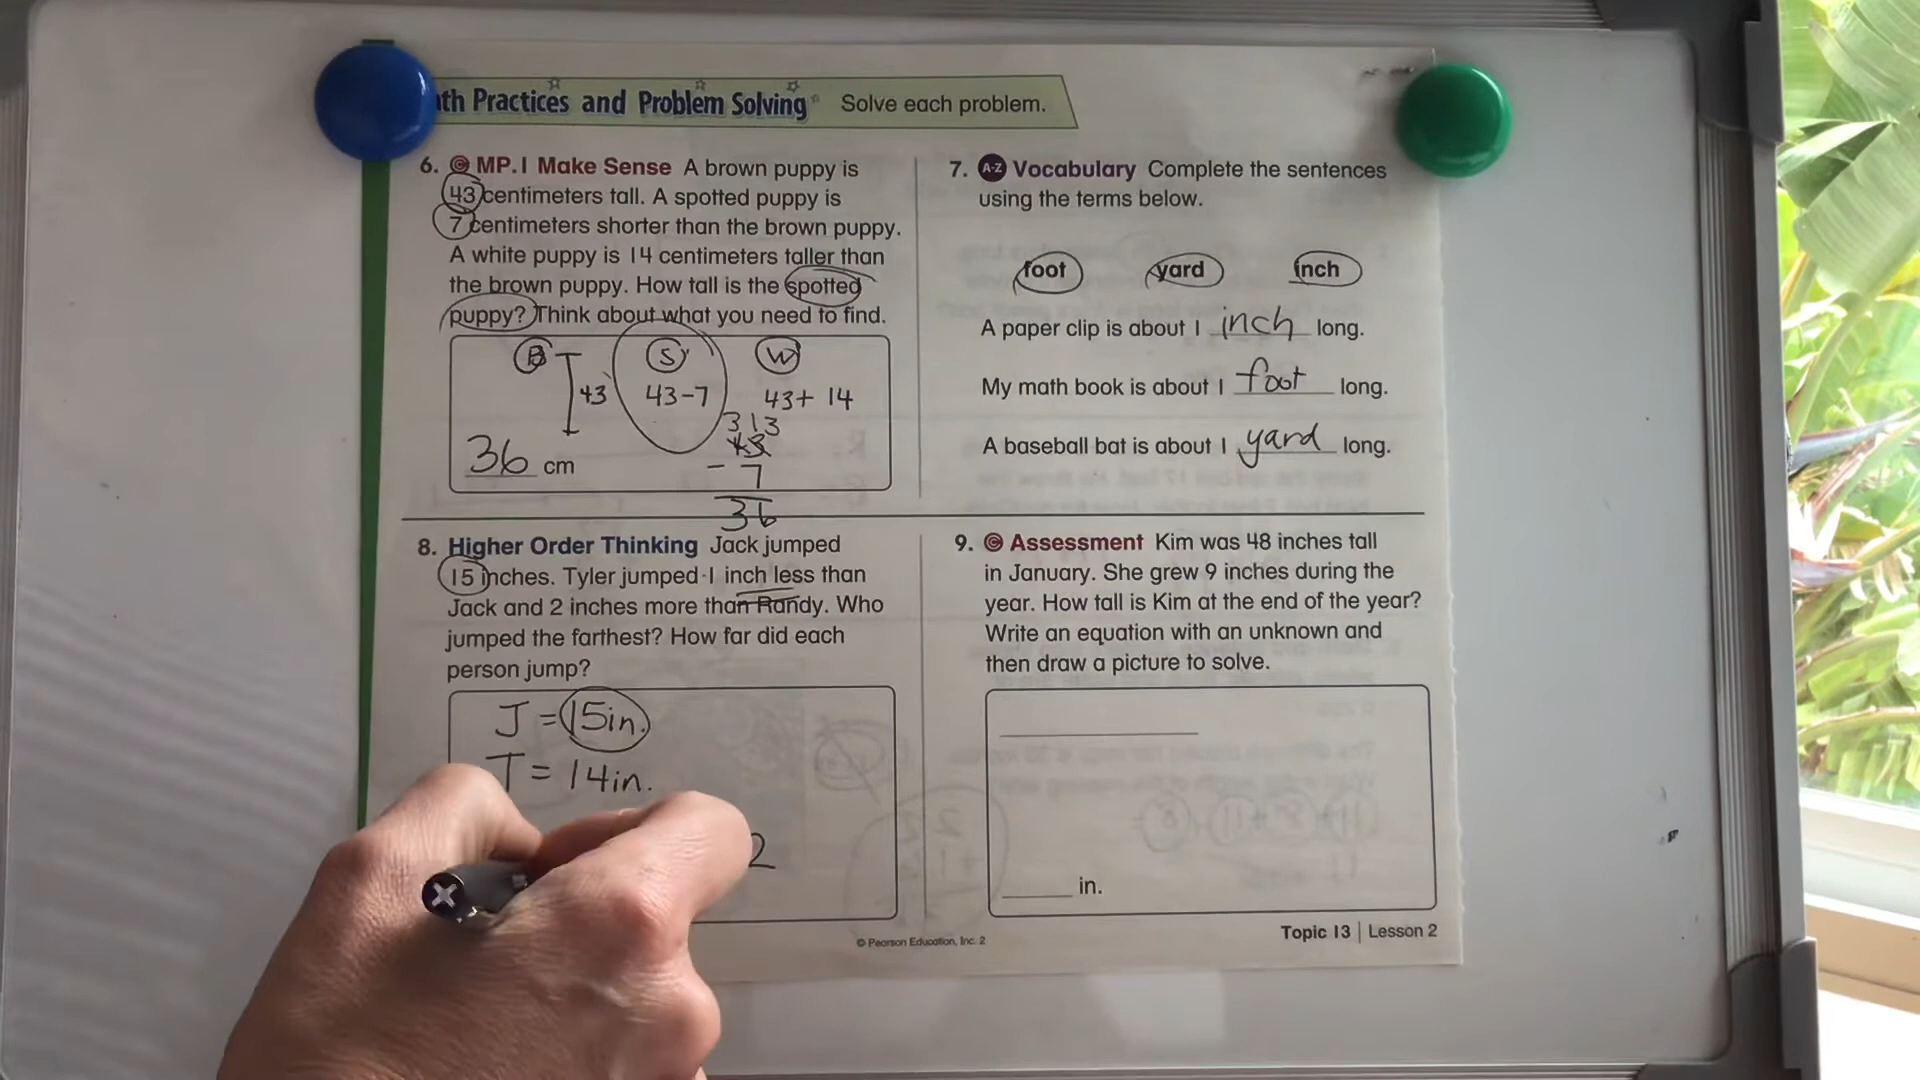 th Practices and Problem Solving Solve each problem.
6. MP.1 Make Sense A brown puppy is
43 centimeters tall. A spotted puppy is
7 centimeters shorter than the brown puppy.
A white puppy is 14 centimeters taller than
the brown puppy. How tall is the spotted
puppy? Think about what you need to find.
B S W
43 43-7 43+ 14
313
43
- 7
36
36 cm
7. A-Z Vocabulary Complete the sentences
using the terms below.
foot yard inch
A paper clip is about 1 inch long.
My math book is about 1 foot long.
A baseball bat is about 1 yard long.
8. Higher Order Thinking Jack jumped
15 inches. Tyler jumped 1 inch less than
Jack and 2 inches more than Randy. Who
jumped the farthest? How far did each
person jump?
J = 15in.
T = 14in.
2
9. Assessment Kim was 48 inches tall
in January. She grew 9 inches during the
year. How tall is Kim at the end of the year?
Write an equation with an unknown and
then draw a picture to solve.
in.
© Pearson Education, Inc. 2
Topic 13 | Lesson 2